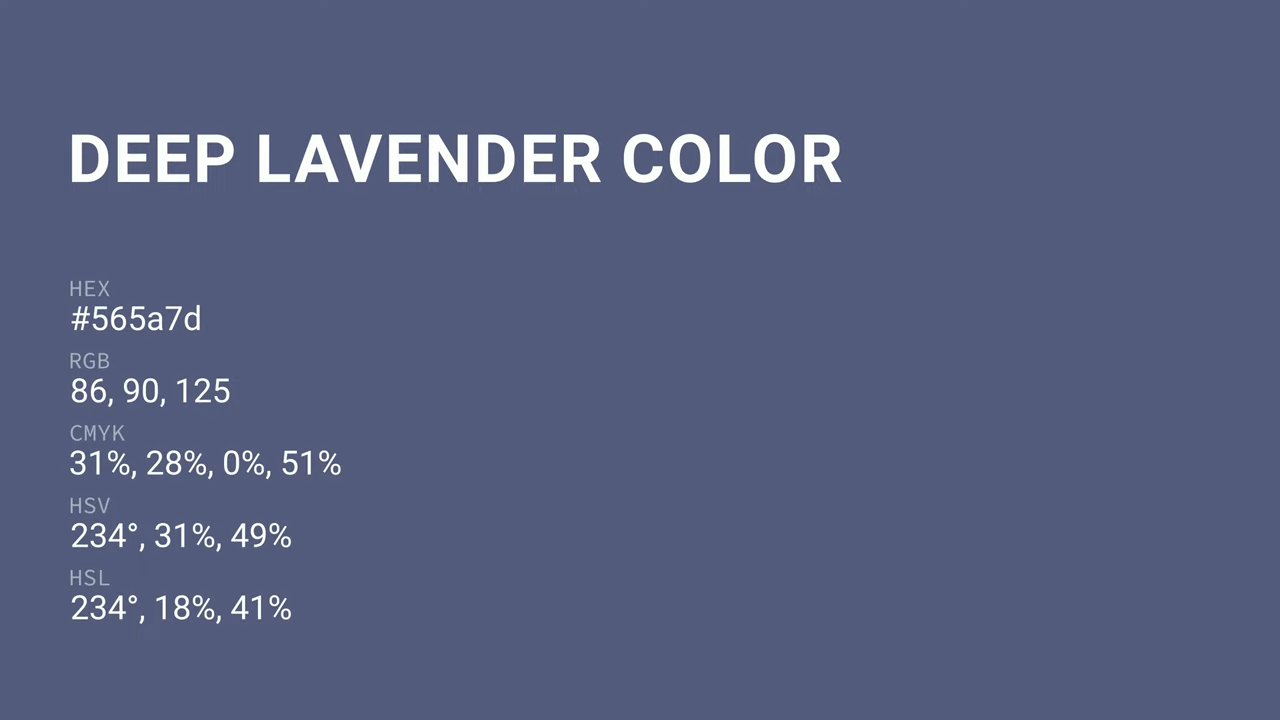 DEEP LAVENDER COLOR
HEX
#565a7d
RGB
86, 90, 125
CMYK
31%, 28%, 0%, 51%
HSV
234°, 31%, 49%
HSL
234°, 18%, 41%